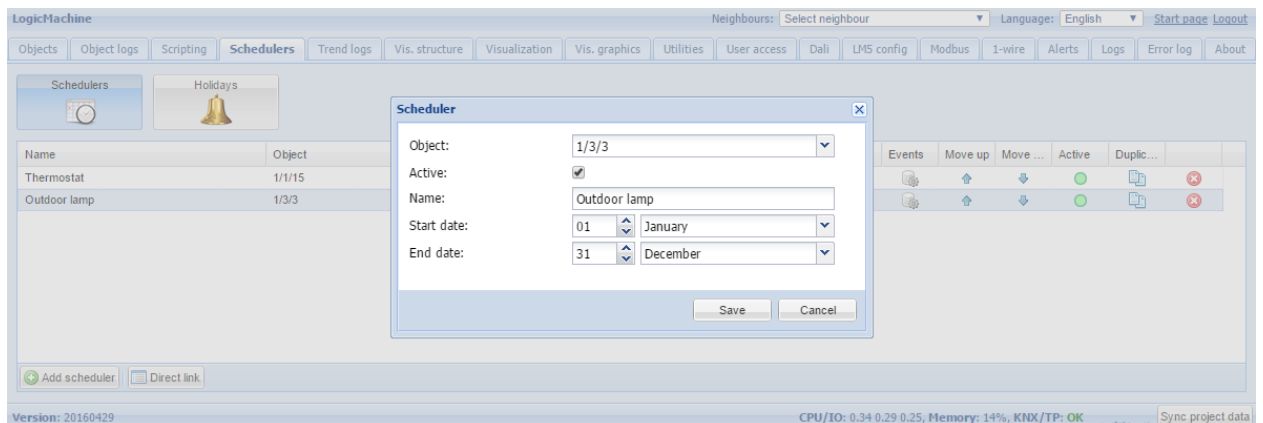 LogicMachine Neighbours: Select neighbour Language: English Start page Logout
Objects Object logs Scripting Schedulers Trend logs Vis. structure Visualization Vis. graphics Utilities User access Dali LM5 config Modbus 1-wire Alerts Logs Error log About
Schedulers Holidays
Scheduler
Object: 1/3/3
Active:
Name: Outdoor lamp
Start date: 01 January
End date: 31 December
Save Cancel
Name Object Events Move up Move ... Active Duplic...
Thermostat 1/1/15
Outdoor lamp 1/3/3
Add scheduler Direct link
Version: 20160429 CPU/IO: 0.34 0.29 0.25, Memory: 14%, KNX/TP: OK Sync project data